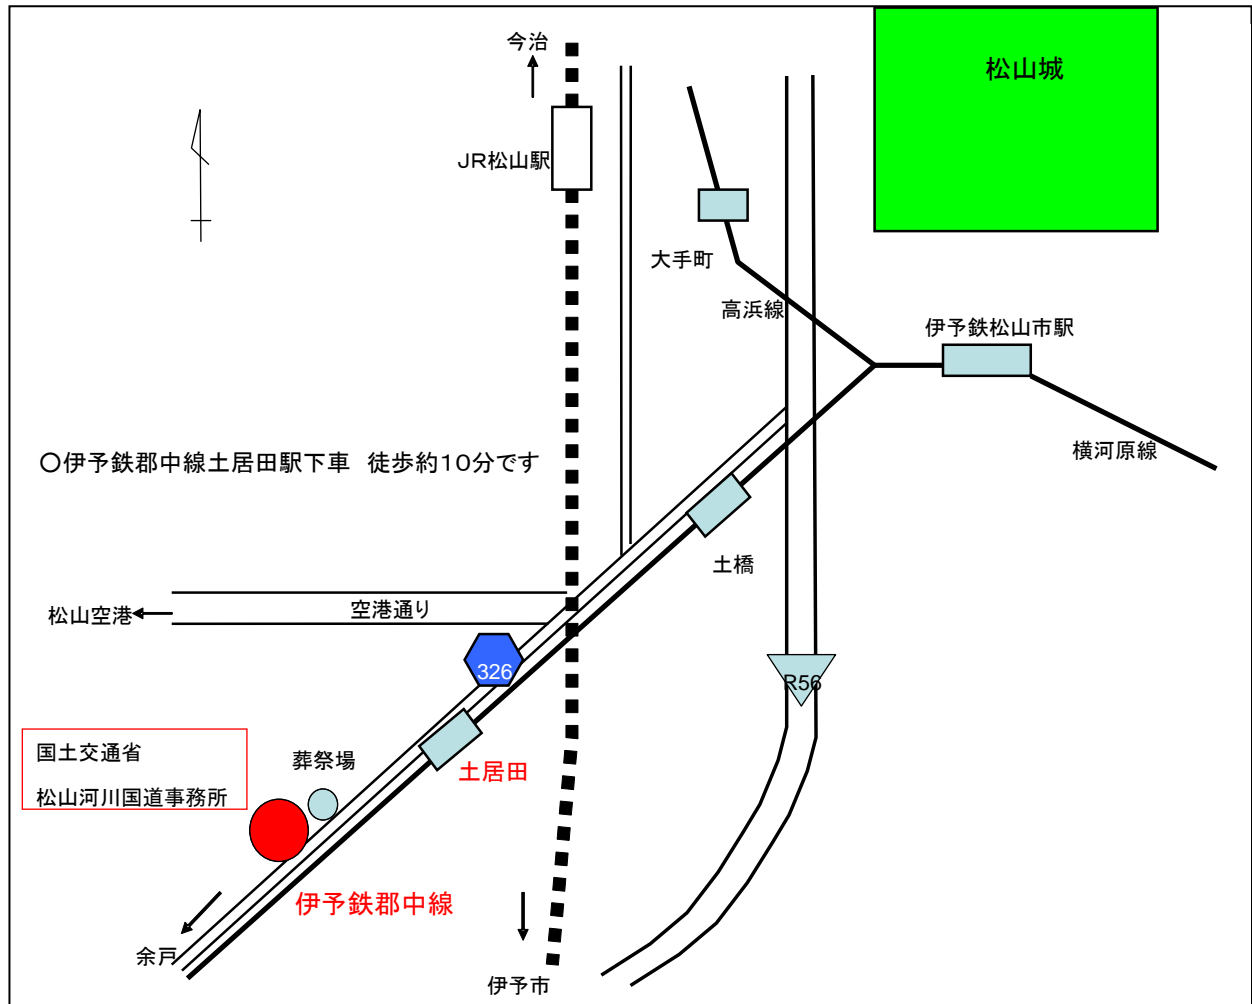 今治
松山城
JR松山駅
大手町
高浜線
伊予鉄松山市駅
横河原線
〇伊予鉄郡中線土居田駅下車　徒歩約10分です
土橋
空港通り
松山空港
326
R56
国土交通省
松山河川国道事務所
葬祭場
土居田
伊予鉄郡中線
余戸
伊予市